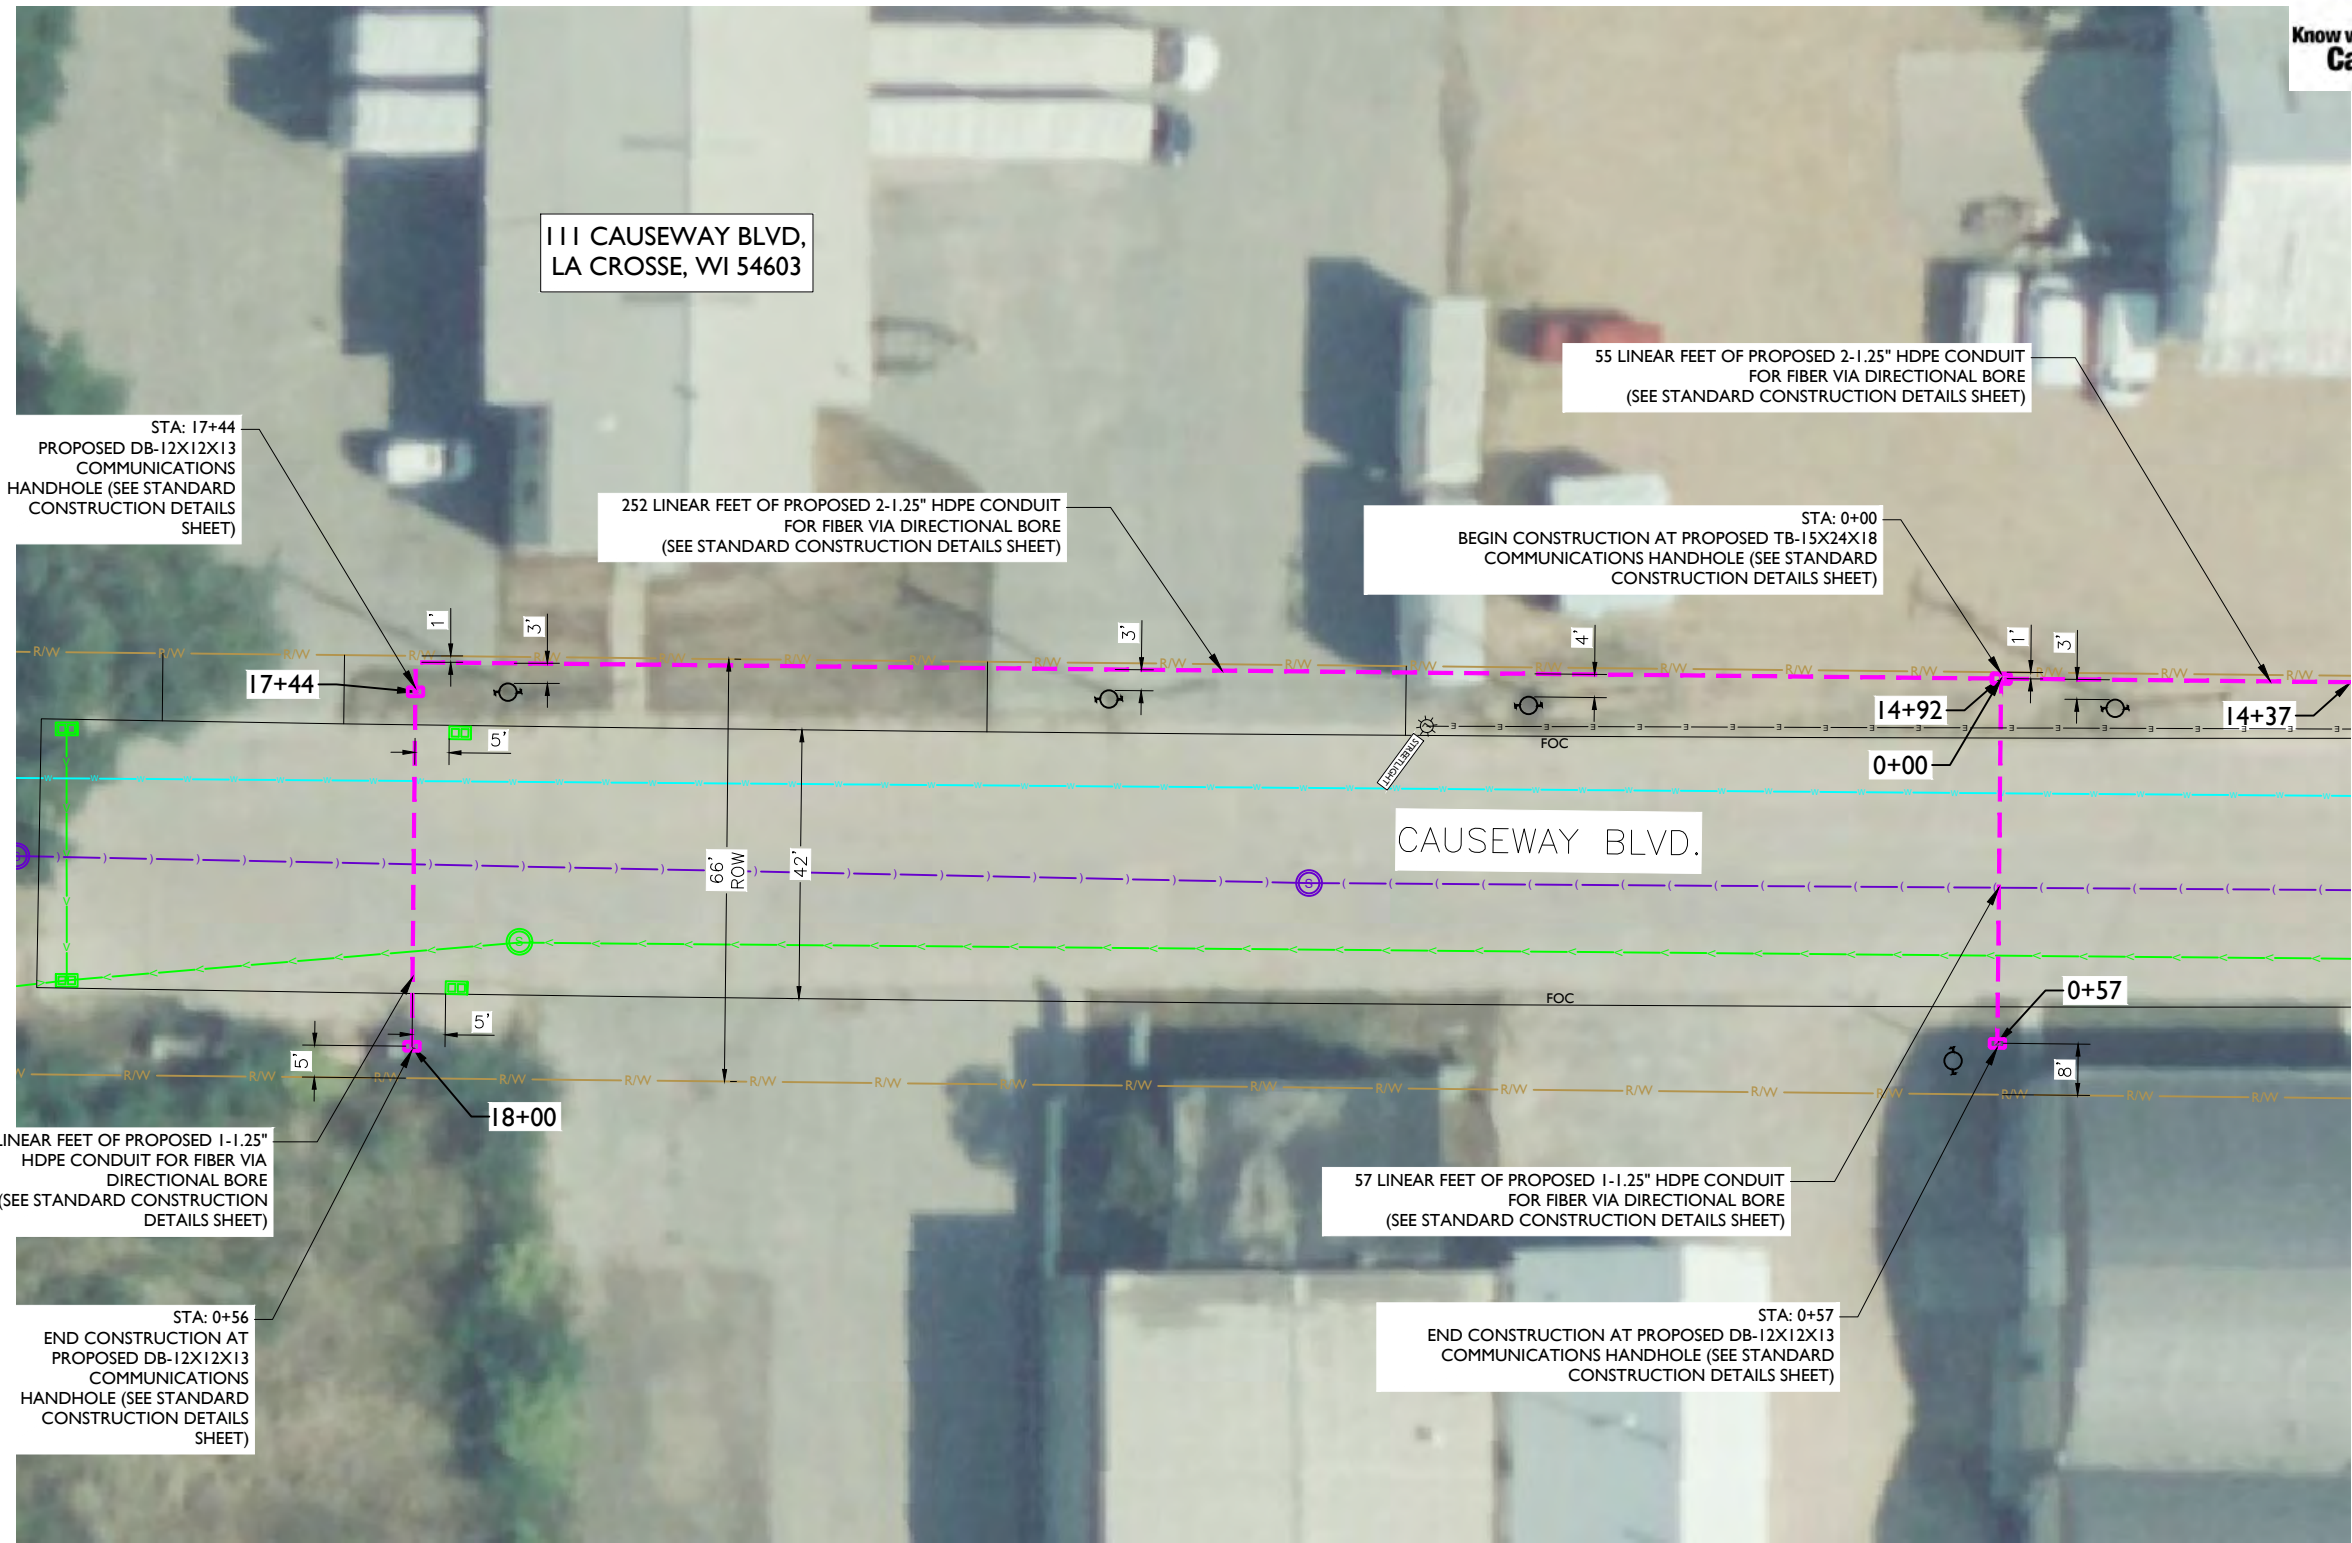 Know
Ca
111 CAUSEWAY BLVD,
LA CROSSE, WI 54603
55 LINEAR FEET OF PROPOSED 2-1.25" HDPE CONDUIT
FOR FIBER VIA DIRECTIONAL BORE
(SEE STANDARD CONSTRUCTION DETAILS SHEET)
STA: 17+44
PROPOSED DB-12X12X13
COMMUNICATIONS
HANDHOLE (SEE STANDARD
CONSTRUCTION DETAILS
SHEET)
252 LINEAR FEET OF PROPOSED 2-1.25" HDPE CONDUIT
FOR FIBER VIA DIRECTIONAL BORE
(SEE STANDARD CONSTRUCTION DETAILS SHEET)
STA: 0+00
BEGIN CONSTRUCTION AT PROPOSED TB-15X24X18
COMMUNICATIONS HANDHOLE (SEE STANDARD
CONSTRUCTION DETAILS SHEET)
1'
3'
3'
4'
1'
3'
R/W R/W R/W R/W R/W R/W R/W R/W R/W R/W R/W R/W R/W R/W R/W R/W R/W R/W R/W
17+44
14+92
14+37
5'
STREETLIGHT
E E E E E E E E E E E E E E E E E E E E
FOC
0+00
CAUSEWAY BLVD.
66'
ROW
42'
S
S
FOC
0+57
5'
5'
8'
R/W R/W R/W R/W R/W R/W R/W R/W R/W R/W R/W R/W R/W R/W R/W R/W R/W R/W
18+00
LINEAR FEET OF PROPOSED 1-1.25"
HDPE CONDUIT FOR FIBER VIA
DIRECTIONAL BORE
(SEE STANDARD CONSTRUCTION
DETAILS SHEET)
57 LINEAR FEET OF PROPOSED 1-1.25" HDPE CONDUIT
FOR FIBER VIA DIRECTIONAL BORE
(SEE STANDARD CONSTRUCTION DETAILS SHEET)
STA: 0+56
END CONSTRUCTION AT
PROPOSED DB-12X12X13
COMMUNICATIONS
HANDHOLE (SEE STANDARD
CONSTRUCTION DETAILS
SHEET)
STA: 0+57
END CONSTRUCTION AT PROPOSED DB-12X12X13
COMMUNICATIONS HANDHOLE (SEE STANDARD
CONSTRUCTION DETAILS SHEET)